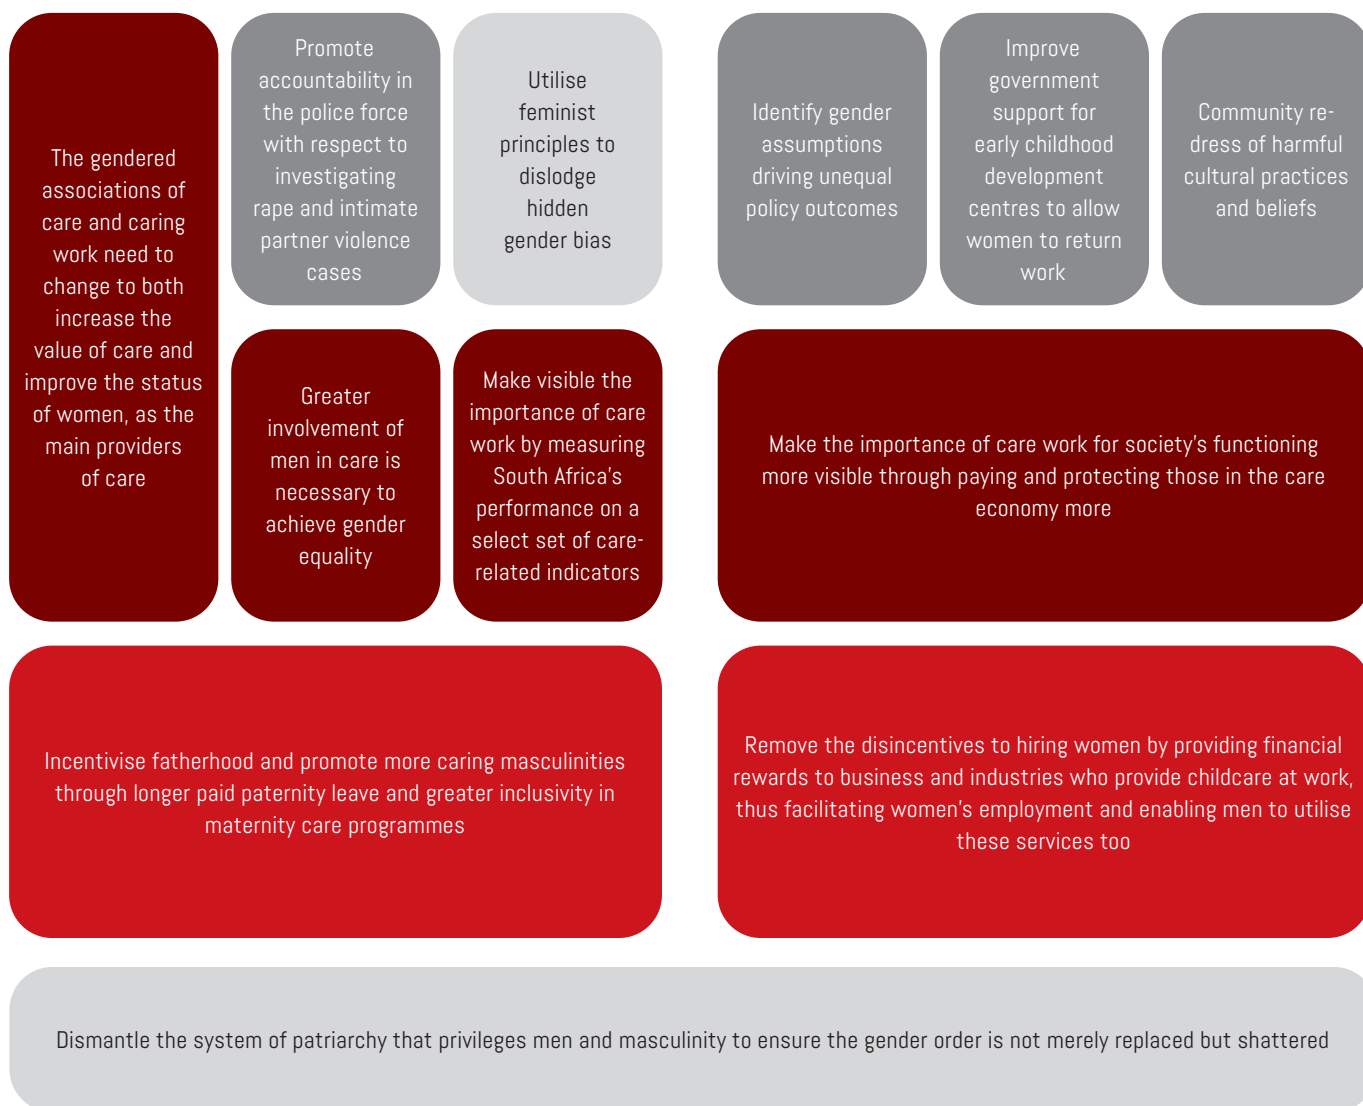 The gendered
associations of
care and caring
work need to
change to both
increase the
value of care and
improve the status
of women, as the
main providers
of care
Promote
accountability in
the police force
with respect to
investigating
rape and intimate
partner violence
cases
Utilise
feminist
principles to
dislodge
hidden
gender bias
Identify gender
assumptions
driving unequal
policy outcomes
Improve
government
support for
early childhood
development
centres to allow
women to return
work
Community re-
dress of harmful
cultural practices
and beliefs
Greater
involvement of
men in care is
necessary to
achieve gender
equality
Make visible the
importance of care
work by measuring
South Africa’s
performance on a
select set of care-
related indicators
Make the importance of care work for society’s functioning
more visible through paying and protecting those in the care
economy more
Incentivise fatherhood and promote more caring masculinities
through longer paid paternity leave and greater inclusivity in
maternity care programmes
Remove the disincentives to hiring women by providing financial
rewards to business and industries who provide childcare at work,
thus facilitating women’s employment and enabling men to utilise
these services too
Dismantle the system of patriarchy that privileges men and masculinity to ensure the gender order is not merely replaced but shattered